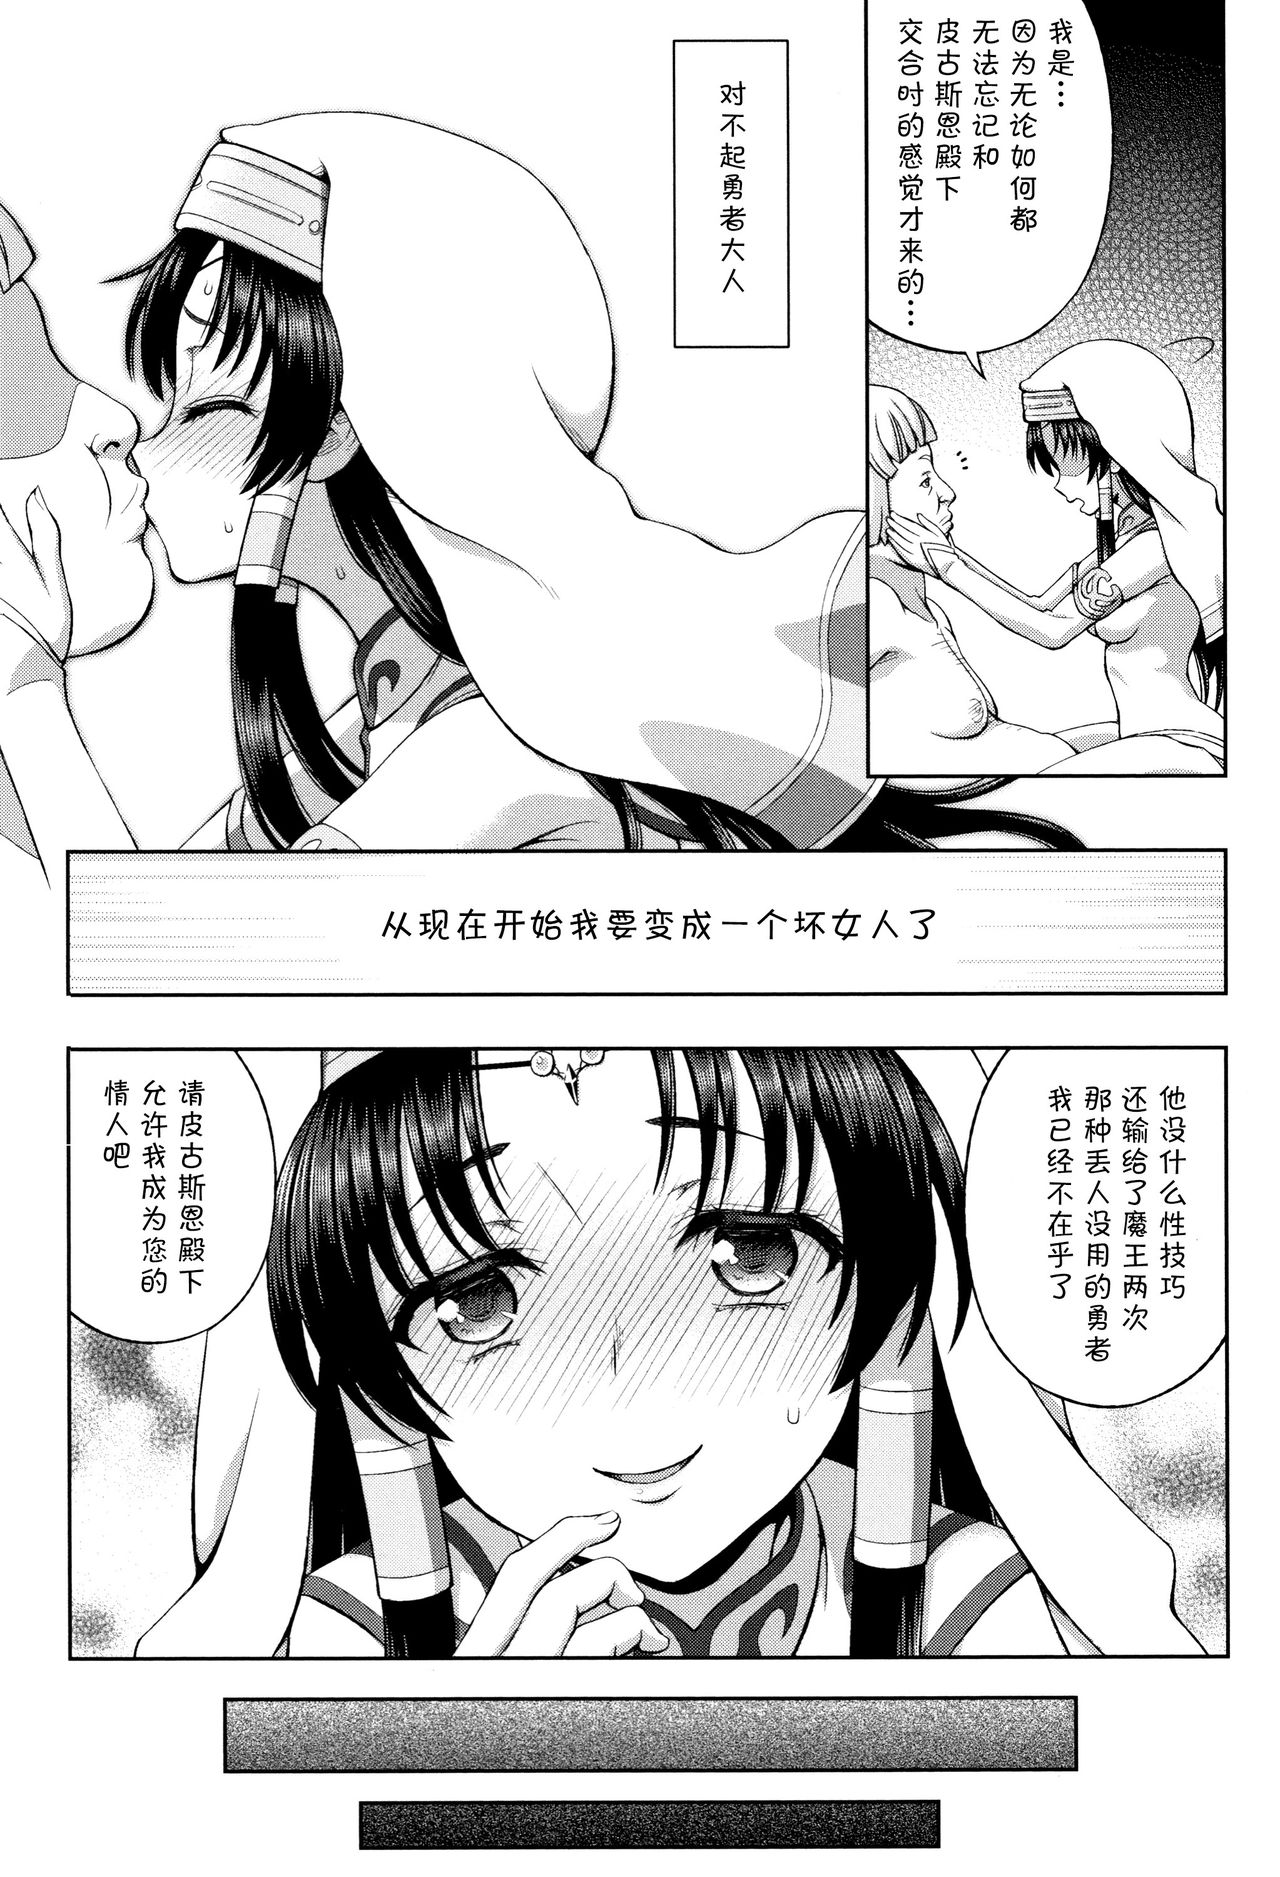 我是…
因为无论如何都
无法忘记和
皮古斯恩殿下
交合时的感觉才来的…
对不起勇者大人
从现在开始我要变成一个坏女人了
他没什么性技巧
还输给了魔王两次
那种丢人没用的勇者
我已经不在乎了
请皮古斯恩殿下
允许我成为您的
情人吧